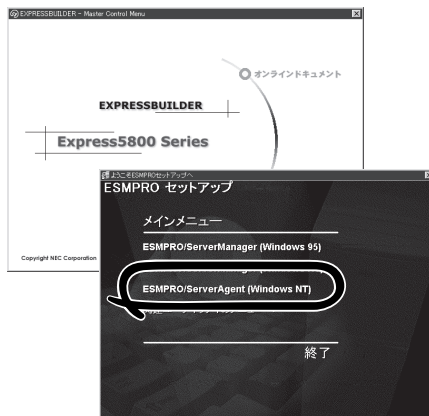 EXPRESSBUILDER - Master Control Menu
オンラインドキュメント
EXPRESSBUILDER
Express5800 Series
Copyright NEC Corporation
ようこそESMPROセットアップへ
ESMPRO セットアップ
メインメニュー
ESMPRO/ServerManager (Windows 95)
ESMPRO/ServerAgent (Windows NT)
終了